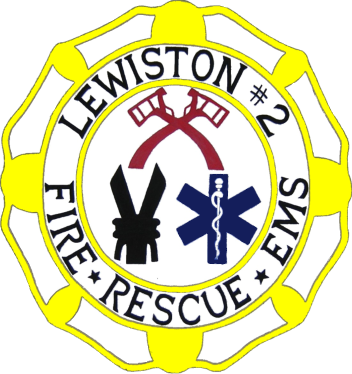 LEWISTON #2
FIRE ★ RESCUE ★ EMS